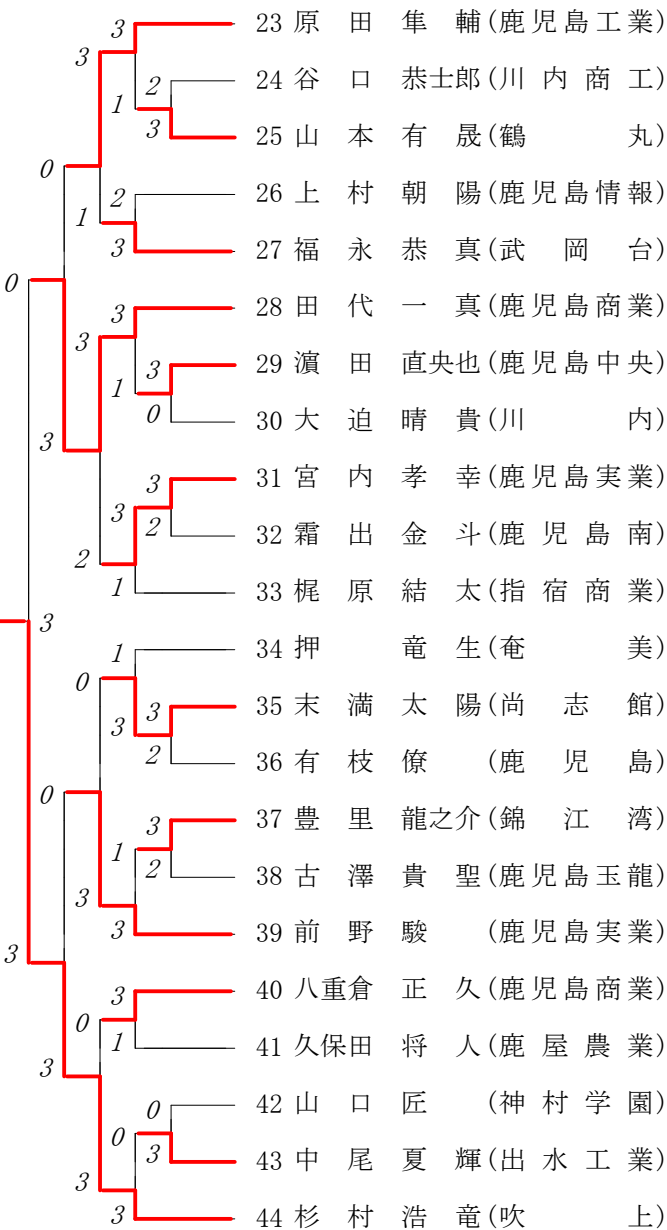 3 23 原 田 隼 輔 (鹿児島工業)
3
2 24 谷 口 恭士郎 (川 内 商 工)
1
3 25 山 本 有 晟 (鶴 丸)
0
2 26 上 村 朝 陽 (鹿児島情報)
1
3 27 福 永 恭 真 (武 岡 台)
0
3 28 田 代 一 真 (鹿児島商業)
3
3 29 濵 田 直央也 (鹿児島中央)
1
0 30 大 迫 晴 貴 (川 内)
3
3 31 宮 内 孝 幸 (鹿児島実業)
3
2 32 霜 出 金 斗 (鹿 児 島 南)
2
1 33 梶 原 結 太 (指 宿 商 業)
3
1 34 押 竜 生 (奄 美)
0
3 3 35 末 満 太 陽 (尚 志 館)
2 36 有 枝 僚 (鹿 児 島)
0
3 37 豊 里 龍之介 (錦 江 湾)
1
2 38 古 澤 貴 聖 (鹿児島玉龍)
3
3 39 前 野 駿 (鹿児島実業)
3
3 40 八重倉 正 久 (鹿児島商業)
0
1 41 久保田 将 人 (鹿 屋 農 業)
3
0 42 山 口 匠 (神 村 学 園)
0
3 43 中 尾 夏 輝 (出 水 工 業)
3
3 44 杉 村 浩 竜 (吹 上)